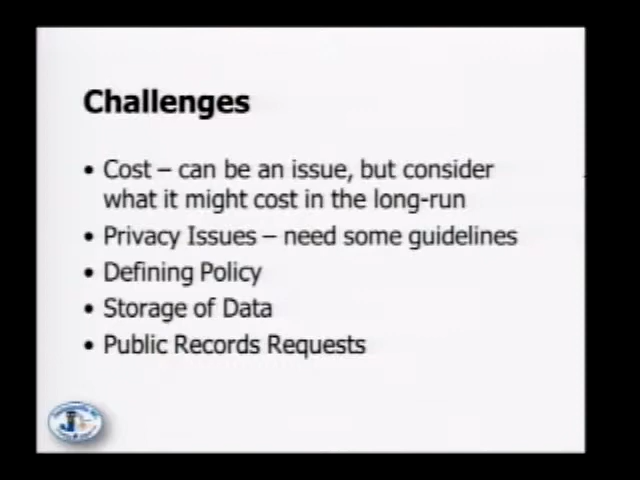 Challenges
• Cost – can be an issue, but consider
what it might cost in the long-run
• Privacy Issues – need some guidelines
• Defining Policy
• Storage of Data
• Public Records Requests